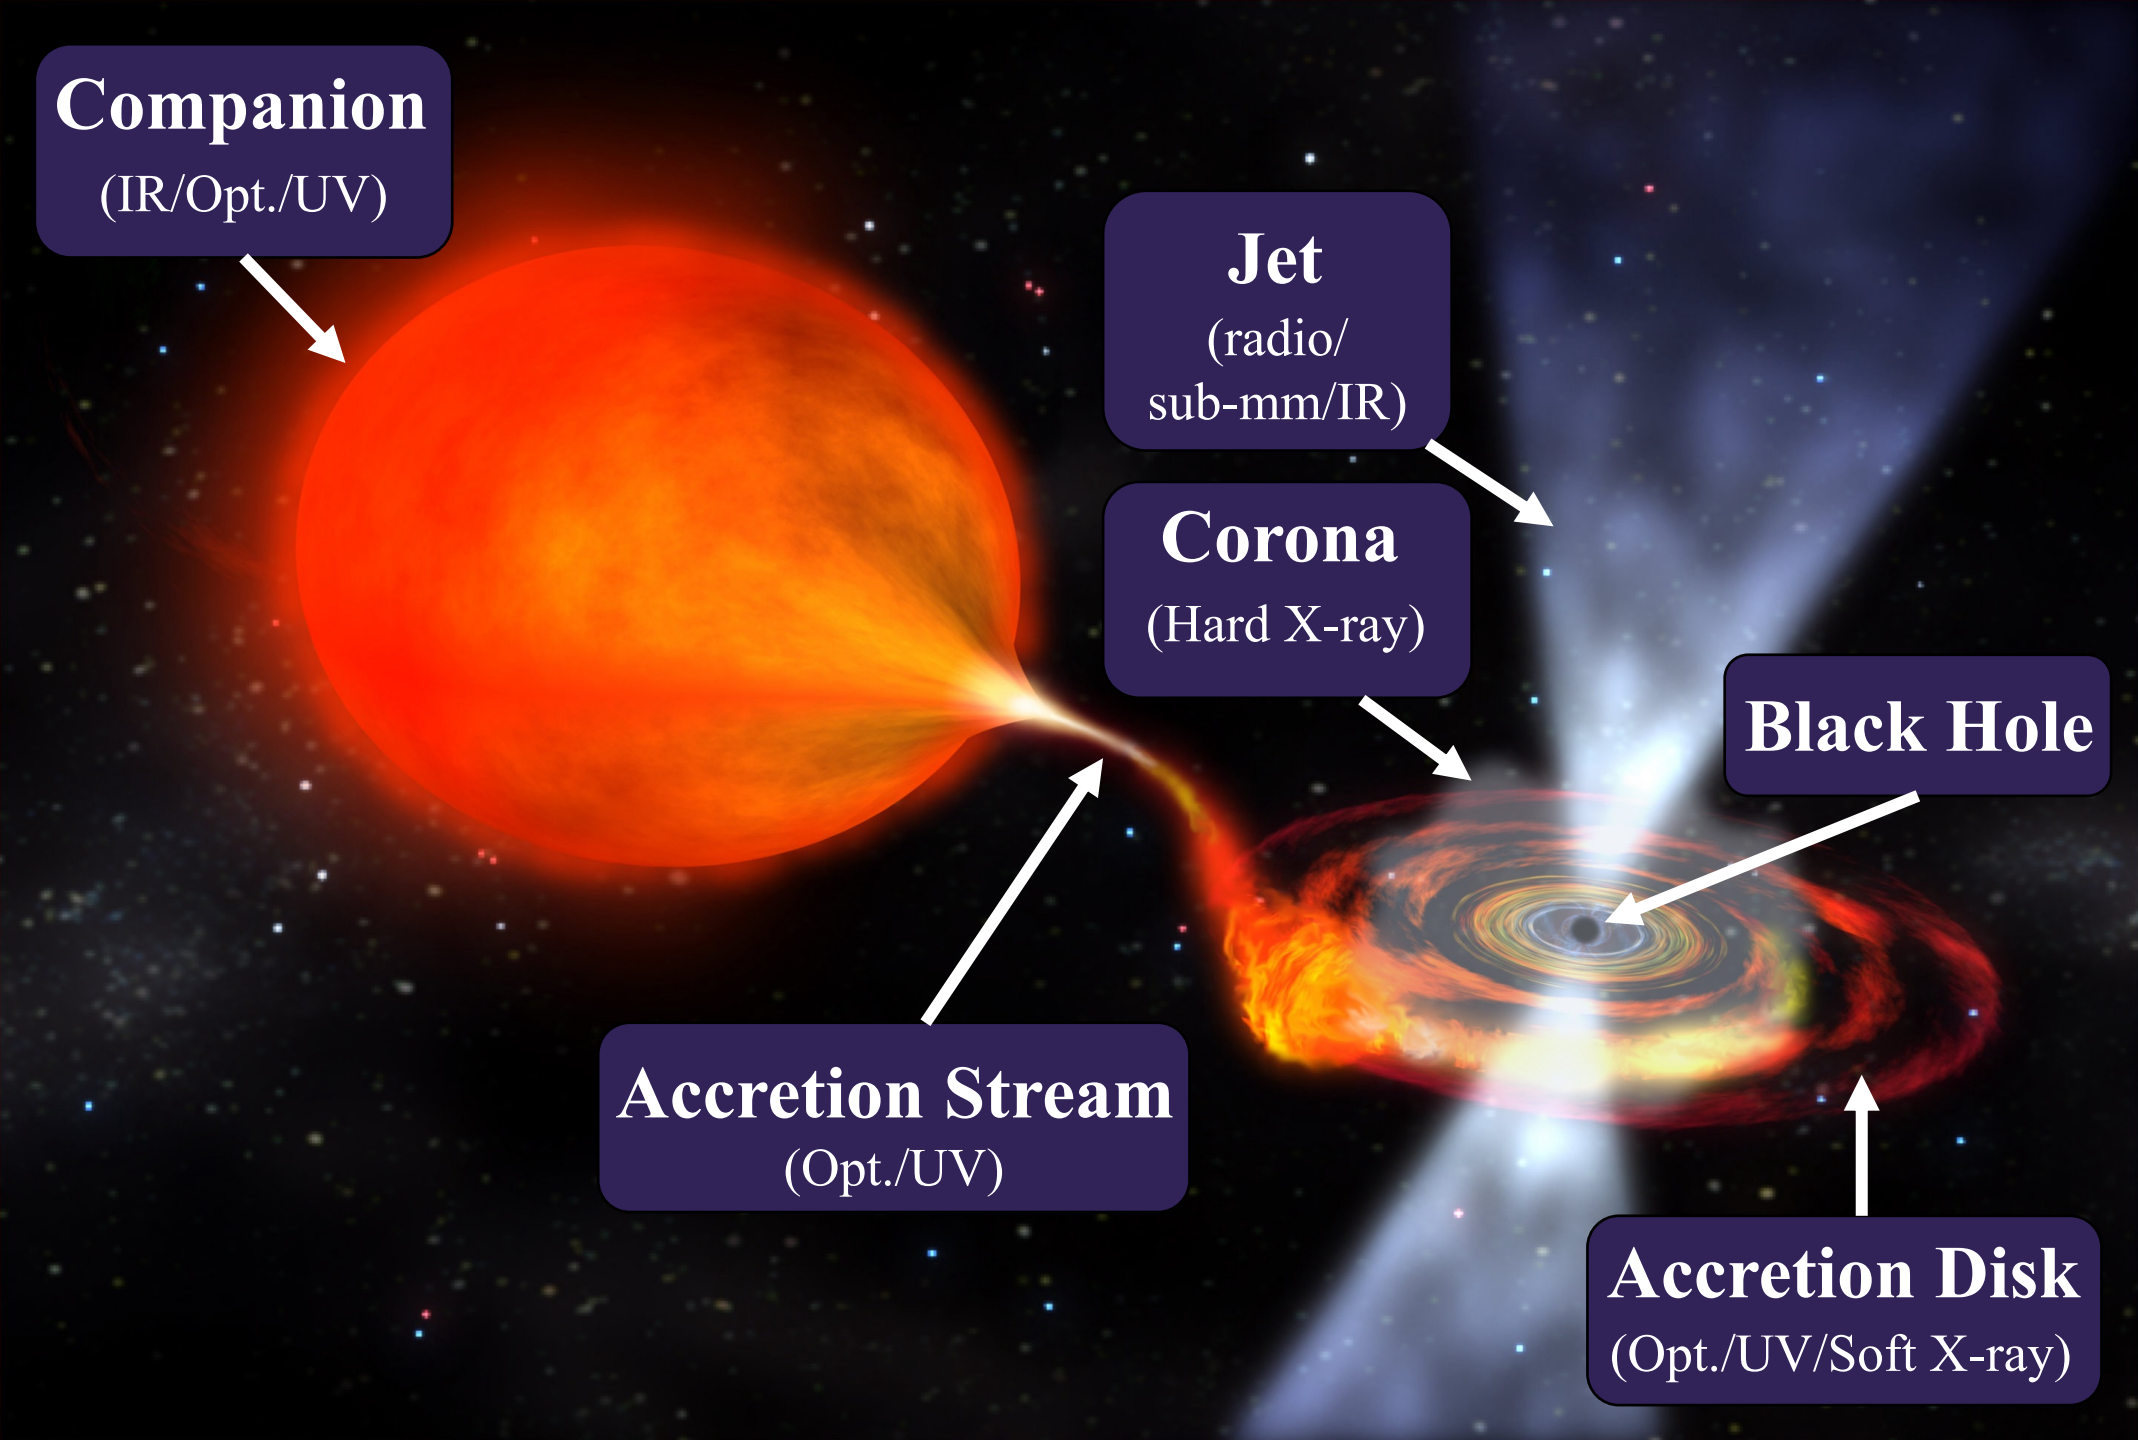 Companion
(IR/Opt./UV)
Jet
(radio/
sub-mm/IR)
Corona
(Hard X-ray)
Black Hole
Accretion Stream
(Opt./UV)
Accretion Disk
(Opt./UV/Soft X-ray)